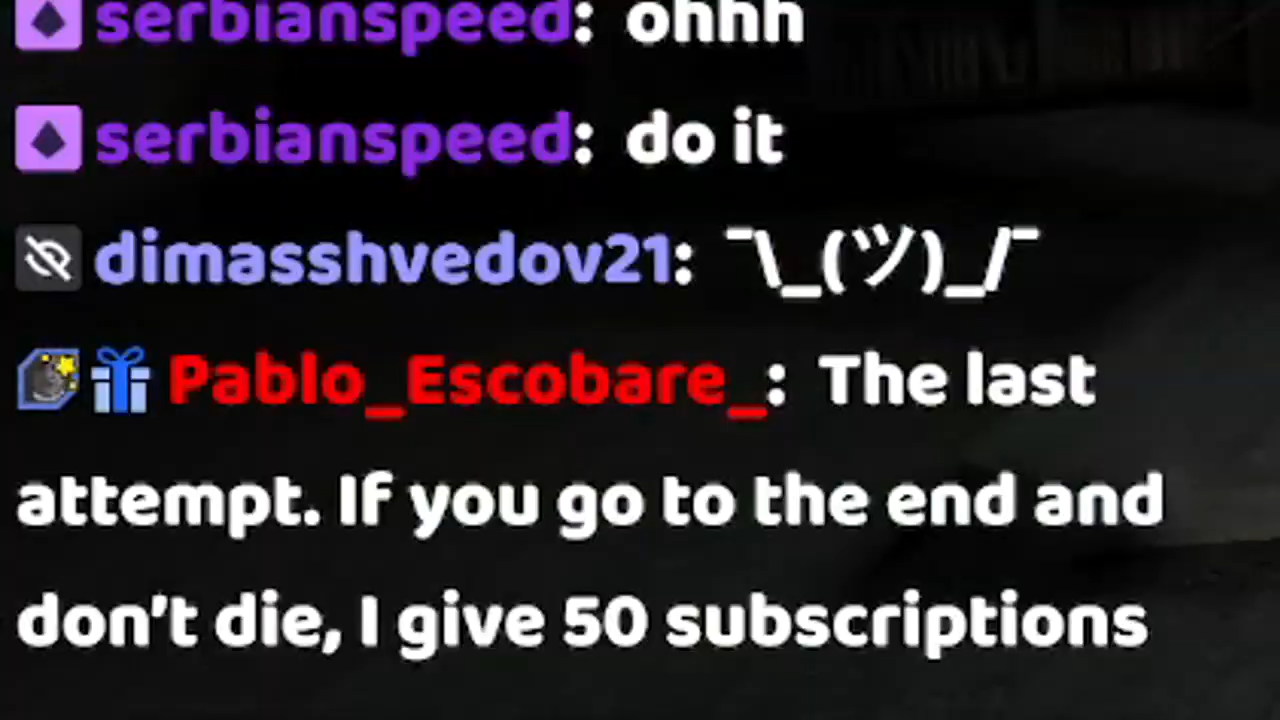 serbianspeed: ohhh
serbianspeed: do it
dimasshvedov21: ¯\_(ツ)_/¯
Pablo_Escobare_: The last
attempt. If you go to the end and
don't die, I give 50 subscriptions